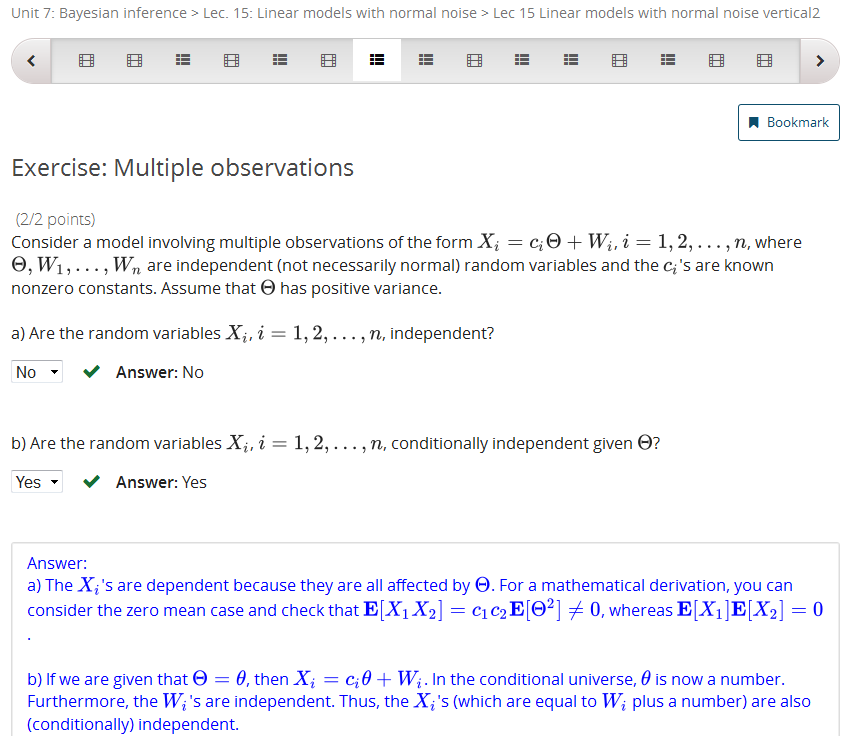 Unit 7: Bayesian inference > Lec. 15: Linear models with normal noise > Lec 15 Linear models with normal noise vertical2
Bookmark
Exercise: Multiple observations
(2/2 points)
Consider a model involving multiple observations of the form Xᵢ = cᵢΘ + Wᵢ, i = 1, 2, . . . , n, where
Θ, W₁, . . . , Wₙ are independent (not necessarily normal) random variables and the cᵢ's are known
nonzero constants. Assume that Θ has positive variance.
a) Are the random variables Xᵢ, i = 1, 2, . . . , n, independent?
No
Answer: No
b) Are the random variables Xᵢ, i = 1, 2, . . . , n, conditionally independent given Θ?
Yes
Answer: Yes
Answer:
a) The Xᵢ's are dependent because they are all affected by Θ. For a mathematical derivation, you can
consider the zero mean case and check that E[X₁X₂] = c₁c₂E[Θ²] ≠ 0, whereas E[X₁]E[X₂] = 0
.
b) If we are given that Θ = θ, then Xᵢ = cᵢθ + Wᵢ. In the conditional universe, θ is now a number.
Furthermore, the Wᵢ's are independent. Thus, the Xᵢ's (which are equal to Wᵢ plus a number) are also
(conditionally) independent.